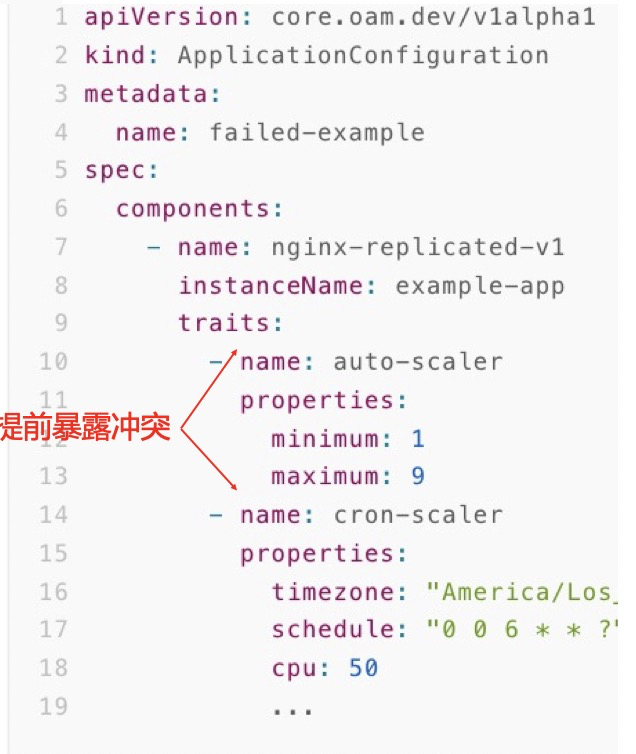 1 apiVersion: core.oam.dev/v1alpha1
2 kind: ApplicationConfiguration
3 metadata:
4   name: failed-example
5 spec:
6   components:
7     - name: nginx-replicated-v1
8       instanceName: example-app
9       traits:
10         - name: auto-scaler
11           properties:
提前暴露冲突
12             minimum: 1
13             maximum: 9
14         - name: cron-scaler
15           properties:
16             timezone: "America/Los_
17             schedule: "0 0 6 * * ?"
18             cpu: 50
19             ...